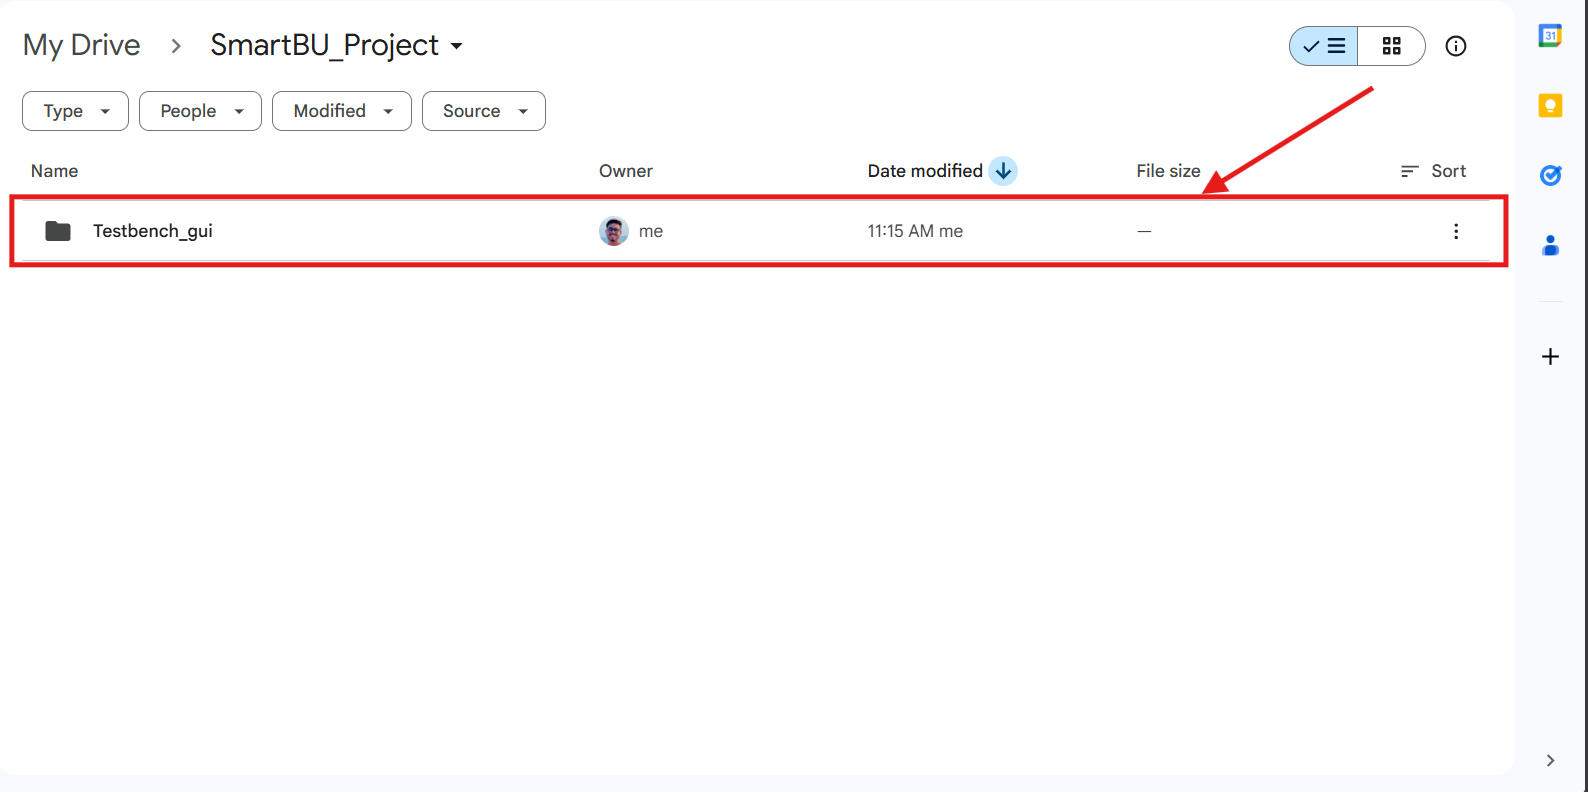 My Drive > SmartBU_Project
Type People Modified Source
Name Owner Date modified File size Sort
Testbench_gui me 11:15 AM me —
31